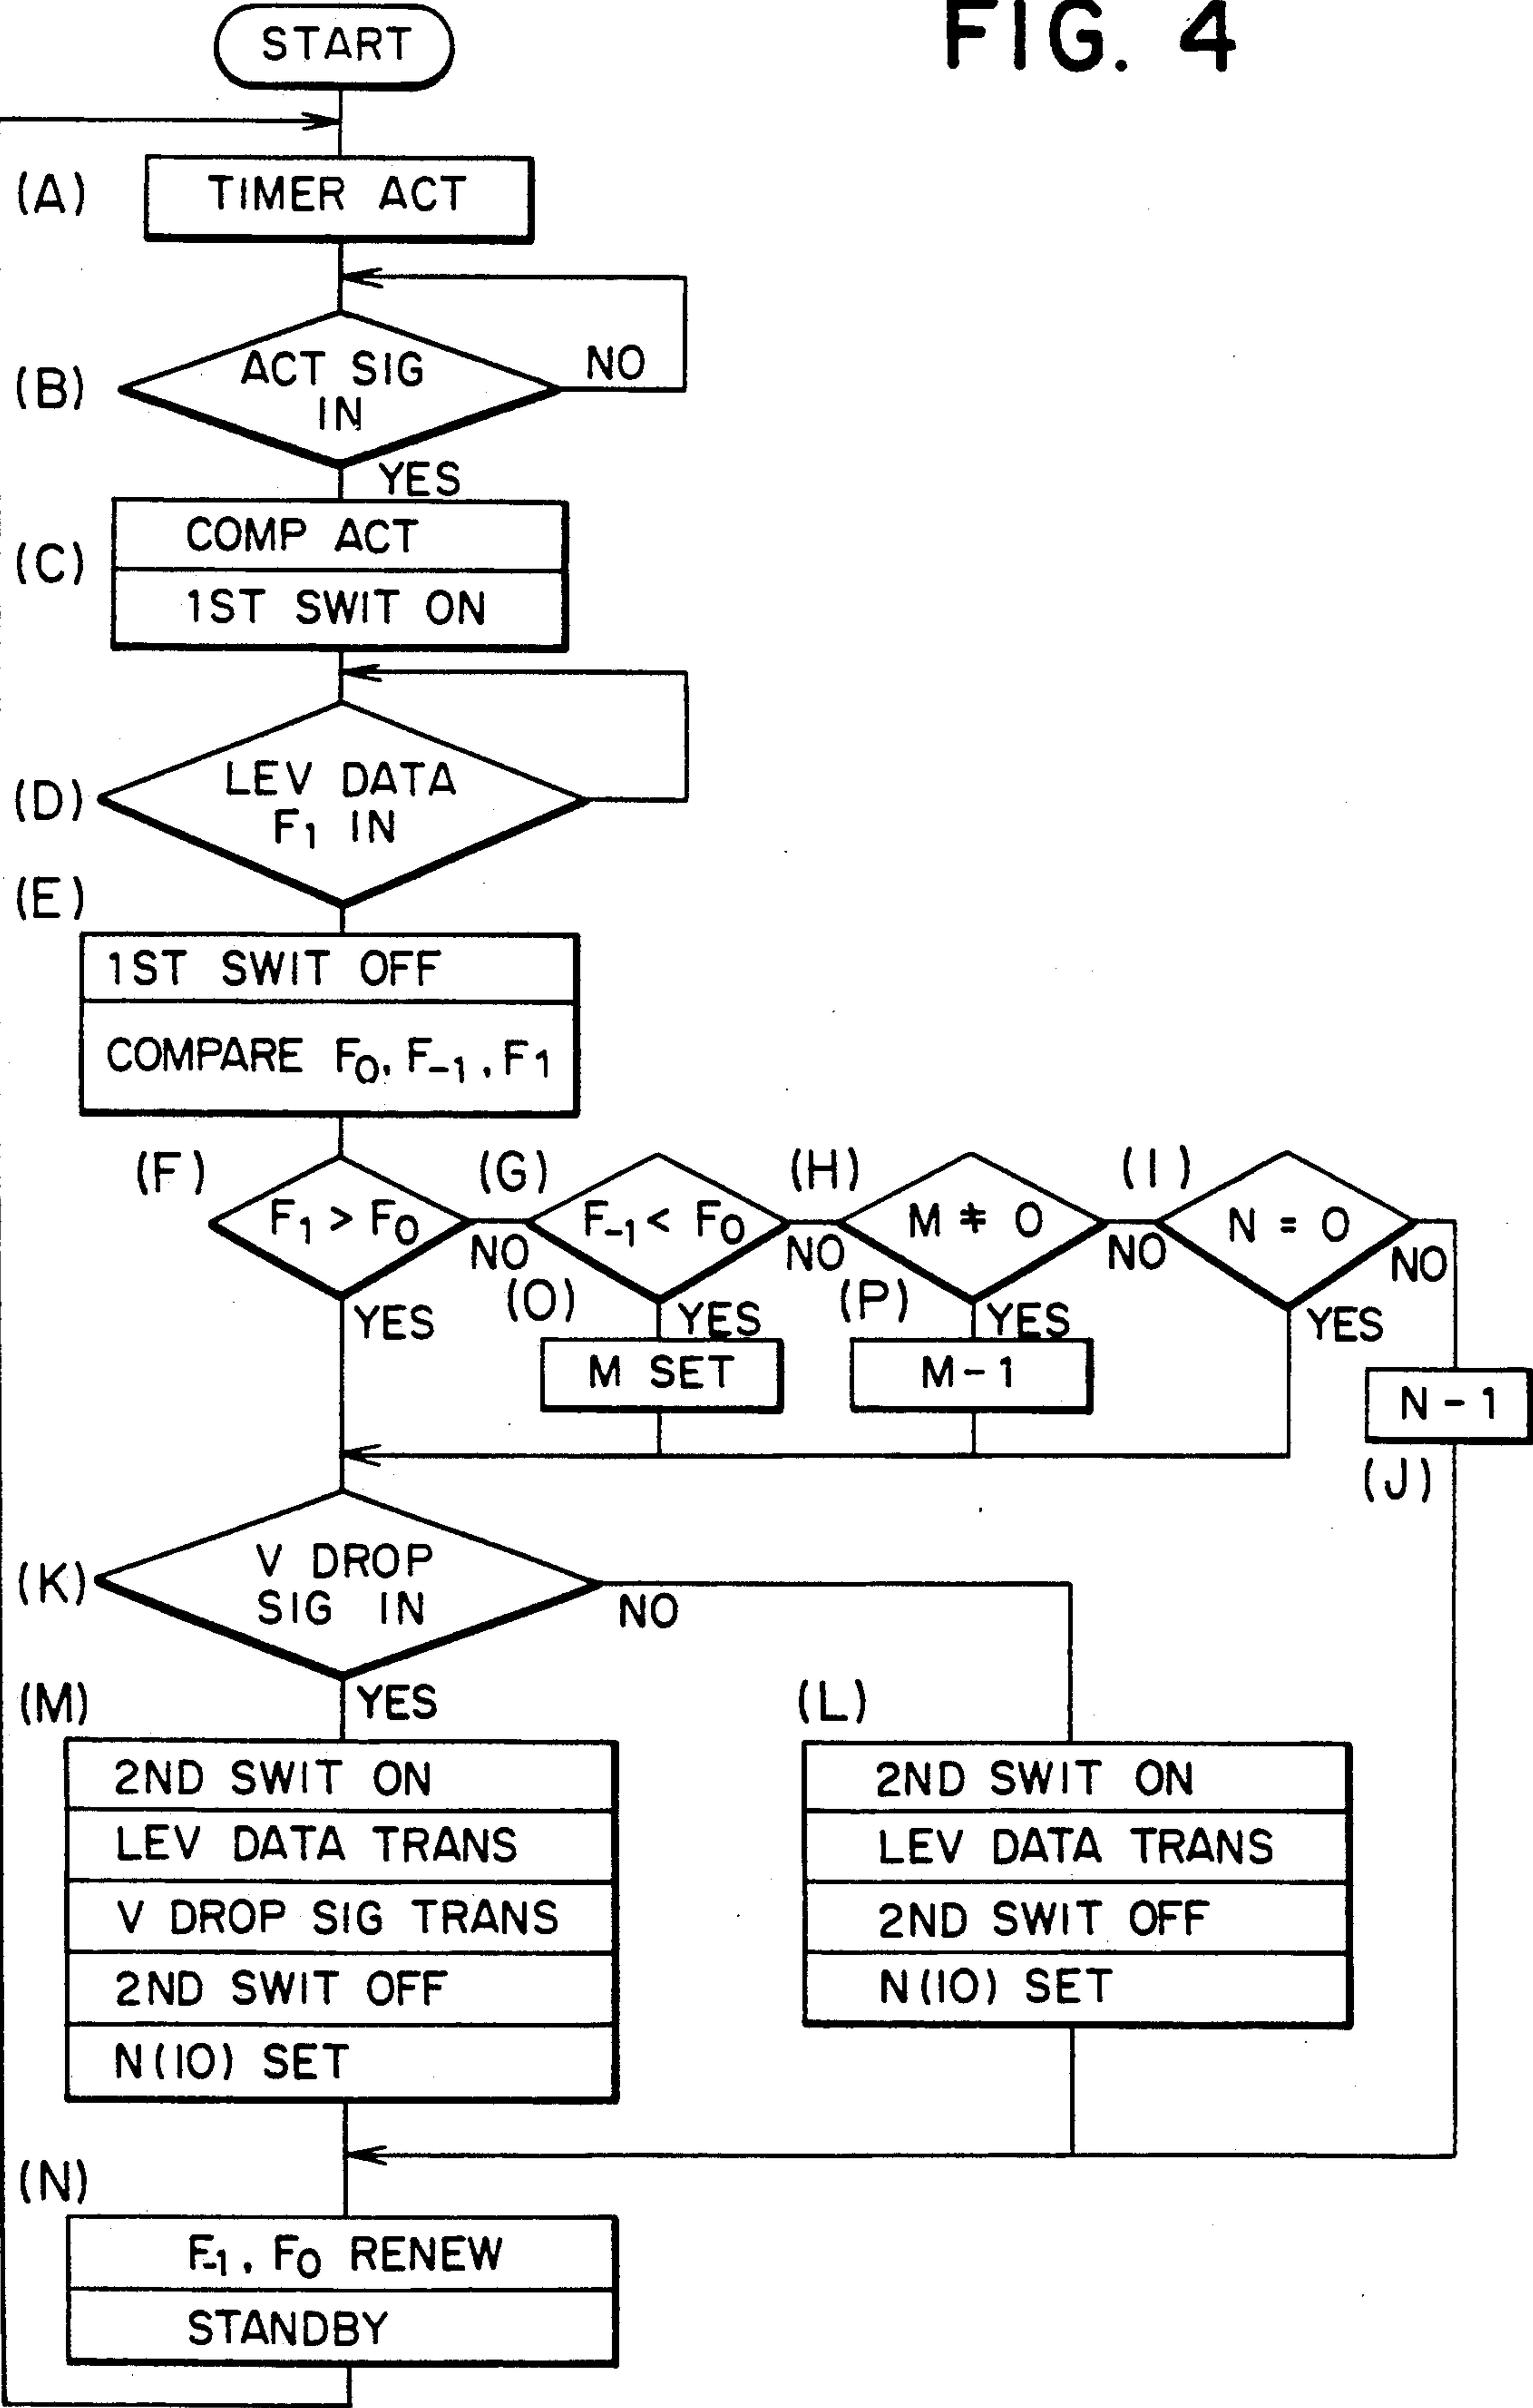 FIG. 4
START
(A)
TIMER ACT
(B)
ACT SIG
IN
NO
YES
(C)
COMP ACT
1ST SWIT ON
(D)
LEV DATA
F1 IN
(E)
1ST SWIT OFF
COMPARE F0, F-1, F1
(F)
F1 > F0
NO
YES
(G)
F-1 < F0
NO
YES
(H)
M ≠ 0
NO
YES
(I)
N = 0
NO
YES
(O)
M SET
(P)
M-1
N-1
(J)
(K)
V DROP
SIG IN
NO
YES
(M)
2ND SWIT ON
LEV DATA TRANS
V DROP SIG TRANS
2ND SWIT OFF
N(10) SET
(L)
2ND SWIT ON
LEV DATA TRANS
2ND SWIT OFF
N(10) SET
(N)
F-1, F0 RENEW
STANDBY